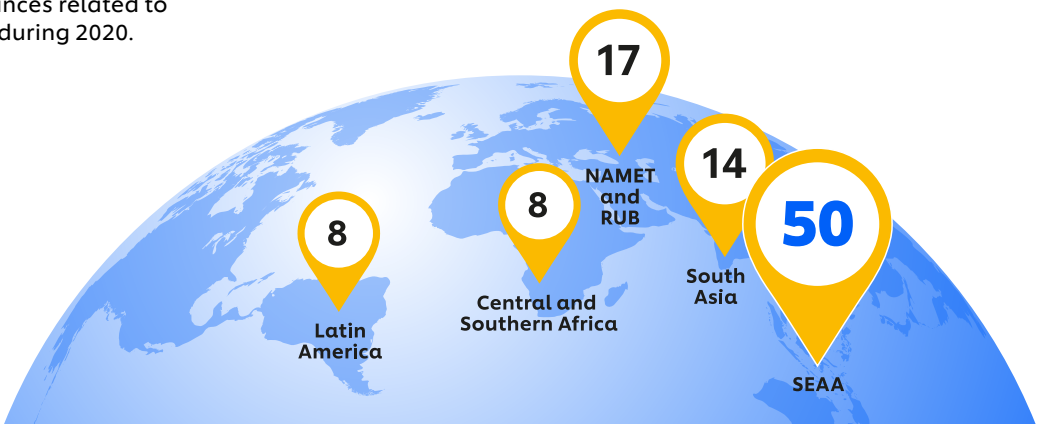 related to
during 2020.
17
14
50
8
8
NAMET
and
RUB
South
Asia
Central and
Southern Africa
Latin
America
SEAA